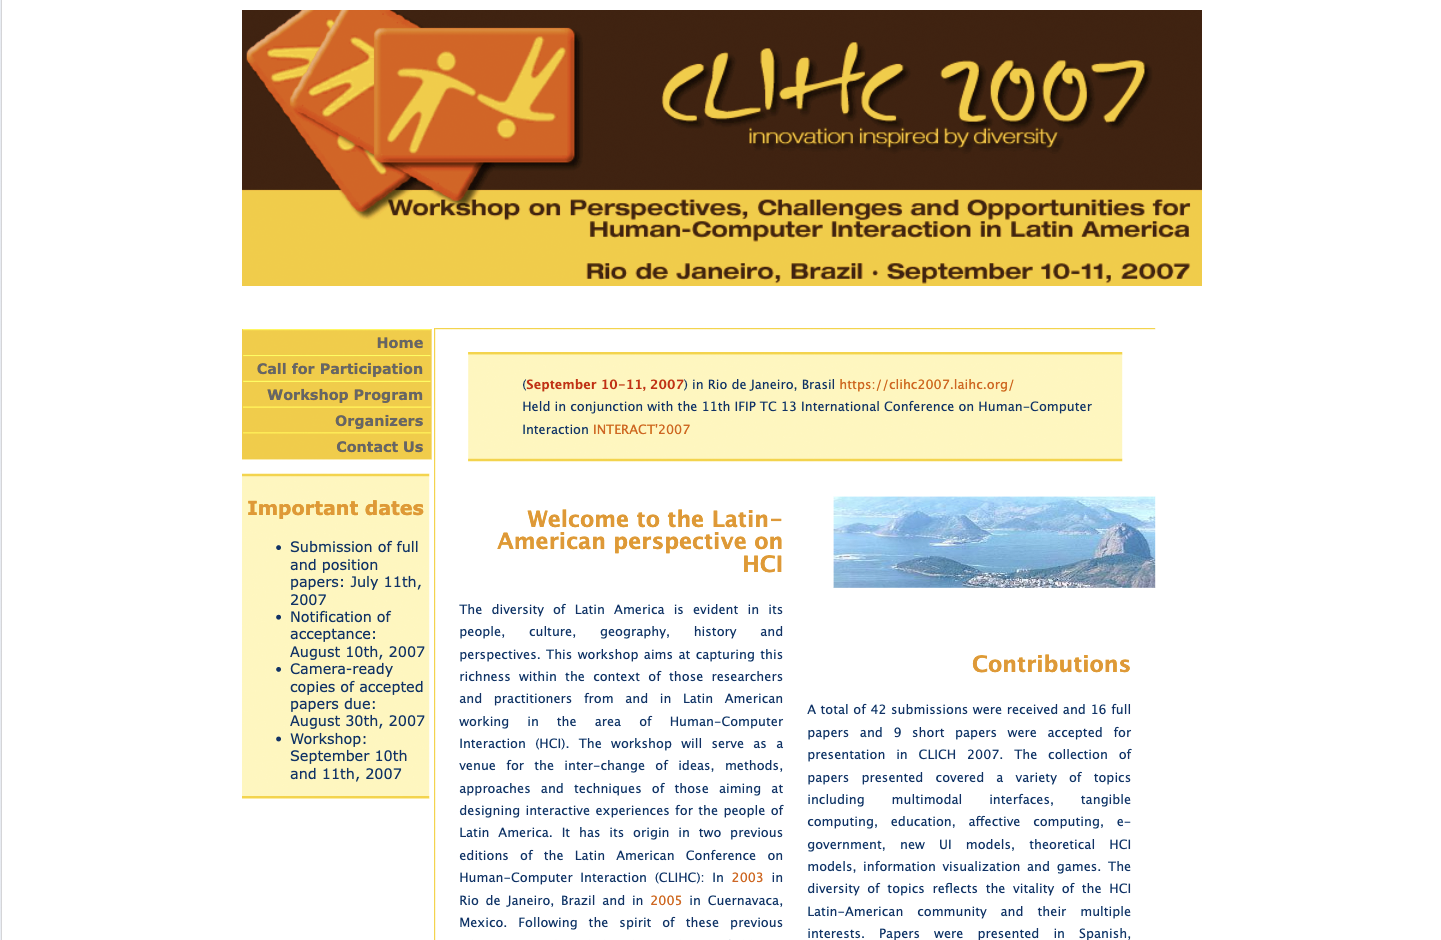 CLIHC 2007
innovation inspired by diversity
Workshop on Perspectives, Challenges and Opportunities for
Human-Computer Interaction in Latin America
Rio de Janeiro, Brazil · September 10-11, 2007
Home
Call for Participation
Workshop Program
Organizers
Contact Us
Important dates
• Submission of full
and position
papers: July 11th,
2007
• Notification of
acceptance:
August 10th, 2007
• Camera-ready
copies of accepted
papers due:
August 30th, 2007
• Workshop:
September 10th
and 11th, 2007
(September 10-11, 2007) in Rio de Janeiro, Brasil https://clihc2007.laihc.org/
Held in conjunction with the 11th IFIP TC 13 International Conference on Human-Computer
Interaction INTERACT'2007
Welcome to the Latin-
American perspective on
HCI
The diversity of Latin America is evident in its
people, culture, geography, history and
perspectives. This workshop aims at capturing this
richness within the context of those researchers
and practitioners from and in Latin American
working in the area of Human-Computer
Interaction (HCI). The workshop will serve as a
venue for the inter-change of ideas, methods,
approaches and techniques of those aiming at
designing interactive experiences for the people of
Latin America. It has its origin in two previous
editions of the Latin American Conference on
Human-Computer Interaction (CLIHC): In 2003 in
Rio de Janeiro, Brazil and in 2005 in Cuernavaca,
Mexico. Following the spirit of these previous
Contributions
A total of 42 submissions were received and 16 full
papers and 9 short papers were accepted for
presentation in CLICH 2007. The collection of
papers presented covered a variety of topics
including multimodal interfaces, tangible
computing, education, affective computing, e-
government, new UI models, theoretical HCI
models, information visualization and games. The
diversity of topics reflects the vitality of the HCI
Latin-American community and their multiple
interests. Papers were presented in Spanish,